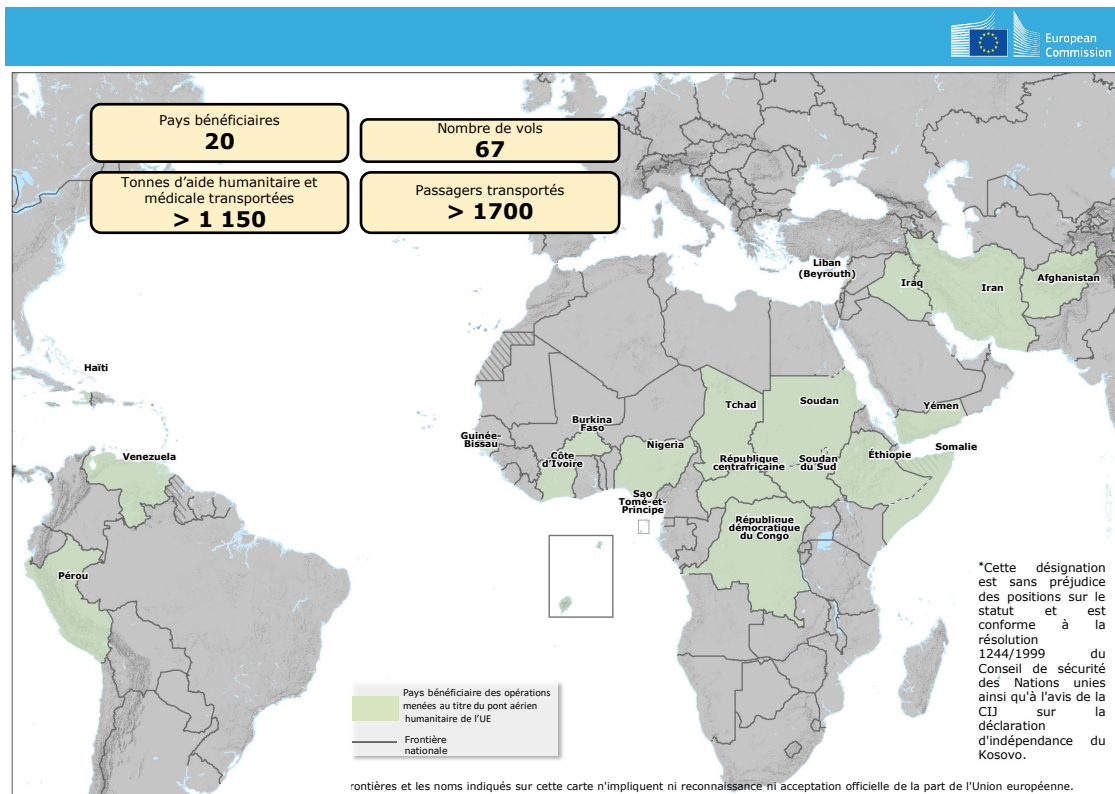 European
Commission
Pays bénéficiaires
20
Nombre de vols
67
Tonnes d'aide humanitaire et
médicale transportées
> 1 150
Passagers transportés
> 1700
Liban
(Beyrouth)
Iraq
Iran
Afghanistan
Haïti
Venezuela
Pérou
Guinée-
Bissau
Burkina
Faso
Côte
d'Ivoire
Nigeria
Tchad
Soudan
Yémen
Somalie
Éthiopie
République
centrafricaine
Soudan
du Sud
Sao
Tomé-et-
Principe
République
démocratique
du Congo
*
*Cette désignation
est sans préjudice
des positions sur le
statut et est
conforme à la
résolution
1244/1999 du
Conseil de sécurité
des Nations unies
ainsi qu'à l'avis de la
CIJ sur la
déclaration
d'indépendance du
Kosovo.
Pays bénéficiaire des opérations
menées au titre du pont aérien
humanitaire de l'UE
Frontière
nationale
rontières et les noms indiqués sur cette carte n'impliquent ni reconnaissance ni acceptation officielle de la part de l'Union européenne.